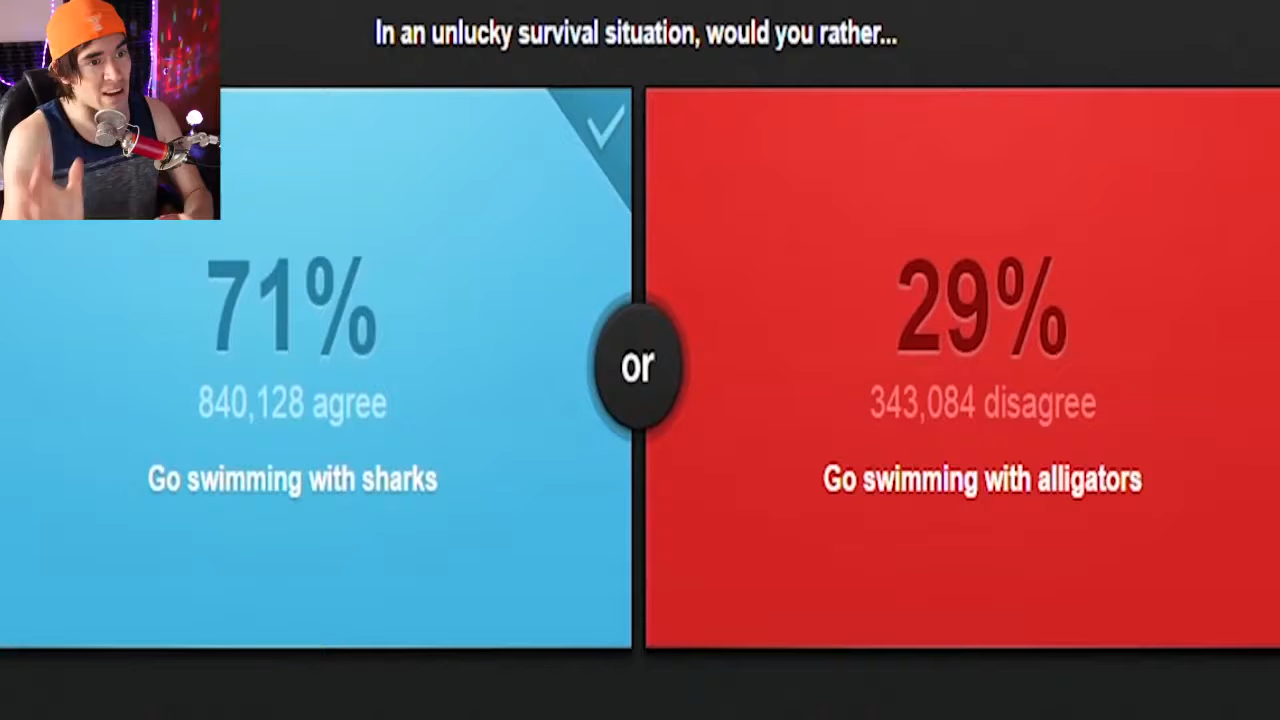 In an unlucky survival situation, would you rather...
71%
840,128 agree
Go swimming with sharks
or
29%
343,084 disagree
Go swimming with alligators